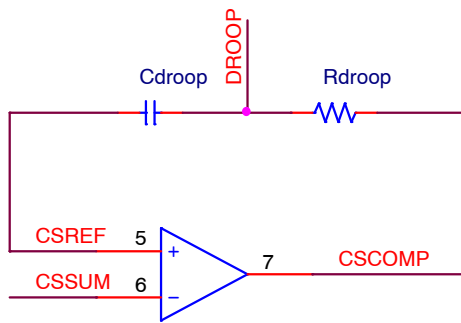 DROOP
Cdroop
Rdroop
CSREF
5
+
7
CSCOMP
CSSUM
6
−